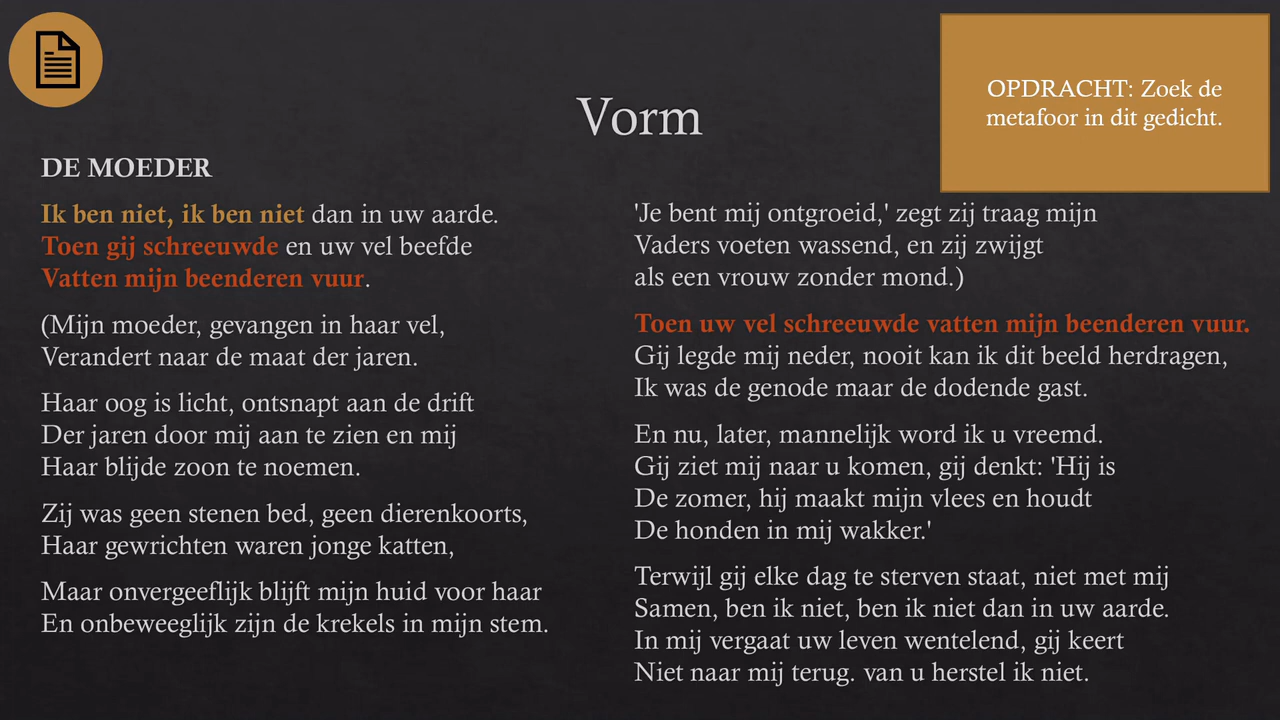 OPDRACHT: Zoek de
metafoor in dit gedicht.
Vorm
DE MOEDER
Ik ben niet, ik ben niet dan in uw aarde.
Toen gij schreeuwde en uw vel beefde
Vatten mijn beenderen vuur.
(Mijn moeder, gevangen in haar vel,
Verandert naar de maat der jaren.
Haar oog is licht, ontsnapt aan de drift
Der jaren door mij aan te zien en mij
Haar blijde zoon te noemen.
Zij was geen stenen bed, geen dierenkoorts,
Haar gewrichten waren jonge katten,
Maar onvergeeflijk blijft mijn huid voor haar
En onbeweeglijk zijn de krekels in mijn stem.
'Je bent mij ontgroeid,' zegt zij traag mijn
Vaders voeten wassend, en zij zwijgt
als een vrouw zonder mond.)
Toen uw vel schreeuwde vatten mijn beenderen vuur.
Gij legde mij neder, nooit kan ik dit beeld herdragen,
Ik was de genode maar de dodende gast.
En nu, later, mannelijk word ik u vreemd.
Gij ziet mij naar u komen, gij denkt: 'Hij is
De zomer, hij maakt mijn vlees en houdt
De honden in mij wakker.'
Terwijl gij elke dag te sterven staat, niet met mij
Samen, ben ik niet, ben ik niet dan in uw aarde.
In mij vergaat uw leven wentelend, gij keert
Niet naar mij terug. van u herstel ik niet.